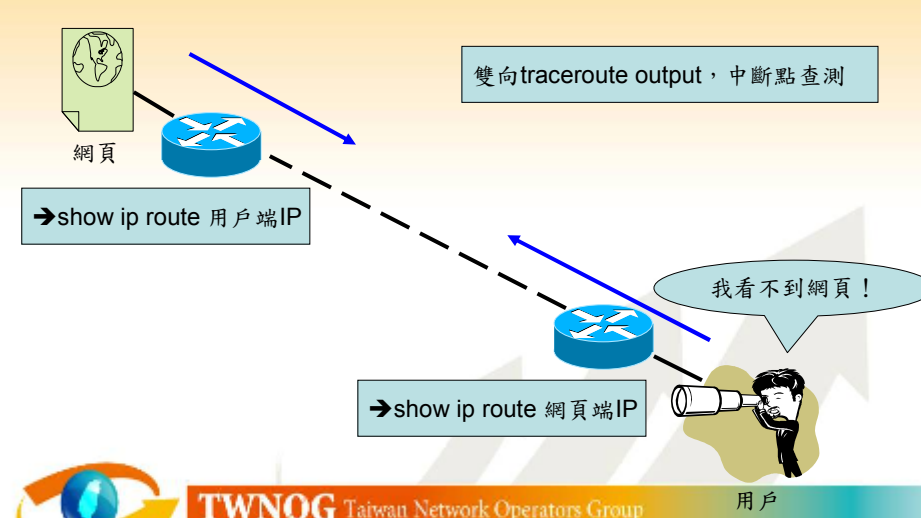 雙向traceroute output，中斷點查測
網頁
➔show ip route 用戶端IP
我看不到網頁！
➔show ip route 網頁端IP
用戶
TWNOG Taiwan Network Operators Group